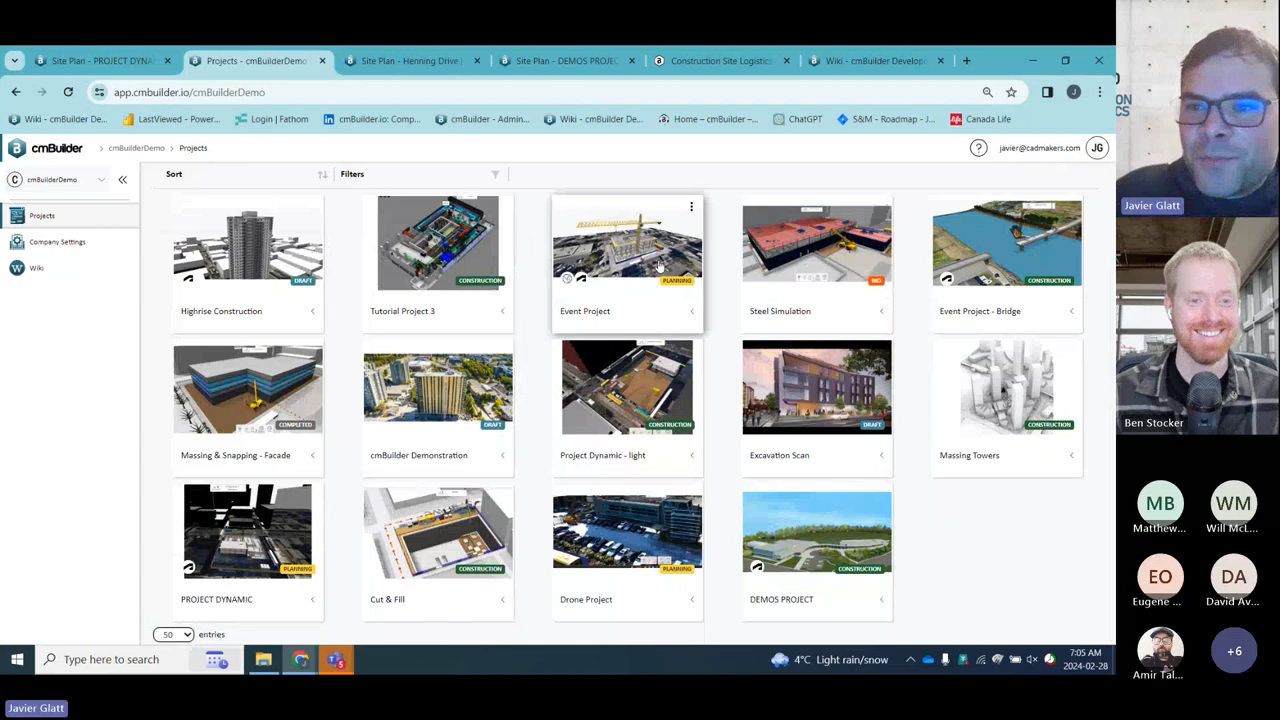 Site Plan - PROJECT DYNA
Projects - cmBuilderDemo
Site Plan - Henning Drive
Site Plan - DEMOS PROJEC
Construction Site Logistics
Wiki - cmBuilder Develop
app.cmbuilder.io/cmBuilderDemo
Wiki - cmBuilder De...
LastViewed - Power...
Login | Fathom
cmBuilder.io: Comp...
cmBuilder - Admin...
Wiki - cmBuilder De...
Home – cmBuilder –...
ChatGPT
S&M - Roadmap - J...
Canada Life
cmBuilder
cmBuilderDemo
Projects
javier@cadmakers.com
JG
C
cmBuilderDemo
Projects
Company Settings
Wiki
Sort
Filters
DRAFT
Highrise Construction
CONSTRUCTION
Tutorial Project 3
PLANNING
Event Project
BID
Steel Simulation
CONSTRUCTION
Event Project - Bridge
COMPLETED
Massing & Snapping - Facade
DRAFT
cmBuilder Demonstration
CONSTRUCTION
Project Dynamic - light
DRAFT
Excavation Scan
CONSTRUCTION
Massing Towers
PLANNING
PROJECT DYNAMIC
CONSTRUCTION
Cut & Fill
PLANNING
Drone Project
CONSTRUCTION
DEMOS PROJECT
50
entries
Type here to search
4°C Light rain/snow
7:05 AM
2024-02-28
Javier Glatt
Ben Stocker
MB
Matthew...
WM
Will McL...
EO
Eugene ...
DA
David Av...
Amir Tal...
+6
Javier Glatt